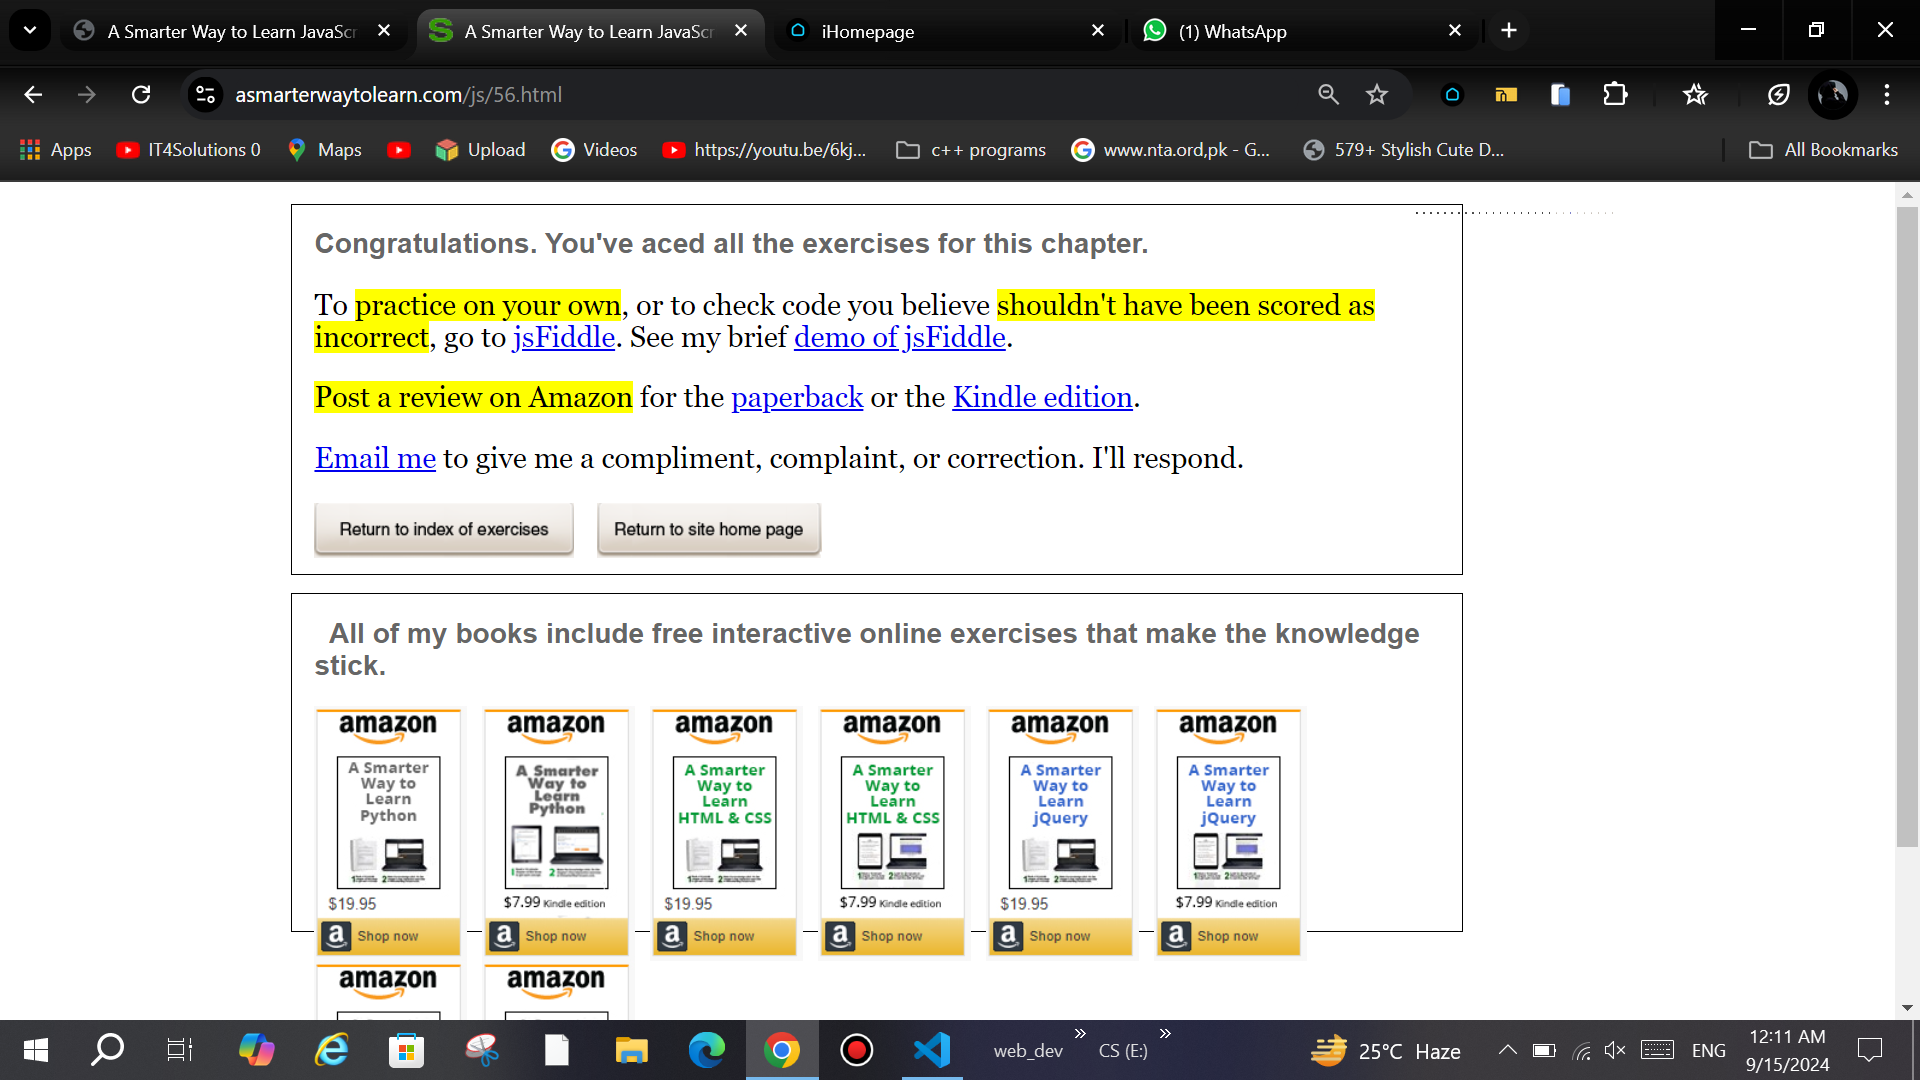 A Smarter Way to Learn JavaScr
A Smarter Way to Learn JavaScr
iHomepage
(1) WhatsApp
asmarterwaytolearn.com/js/56.html
Apps
IT4Solutions 0
Maps
Upload
Videos
https://youtu.be/6kj...
c++ programs
www.nta.ord,pk - G...
579+ Stylish Cute D...
All Bookmarks
Congratulations. You've aced all the exercises for this chapter.
To practice on your own, or to check code you believe shouldn't have been scored as
incorrect, go to jsFiddle. See my brief demo of jsFiddle.
Post a review on Amazon for the paperback or the Kindle edition.
Email me to give me a compliment, complaint, or correction. I'll respond.
Return to index of exercises
Return to site home page
All of my books include free interactive online exercises that make the knowledge
stick.
amazon
A Smarter
Way to
Learn
Python
$19.95
a Shop now
amazon
A Smarter
Way to
Learn
Python
$7.99 Kindle edition
a Shop now
amazon
A Smarter
Way to
Learn
HTML & CSS
$19.95
a Shop now
amazon
A Smarter
Way to
Learn
HTML & CSS
$7.99 Kindle edition
a Shop now
amazon
A Smarter
Way to
Learn
jQuery
$19.95
a Shop now
amazon
A Smarter
Way to
Learn
jQuery
$7.99 Kindle edition
a Shop now
amazon
amazon
web_dev
CS (E:)
25°C Haze
ENG
12:11 AM
9/15/2024